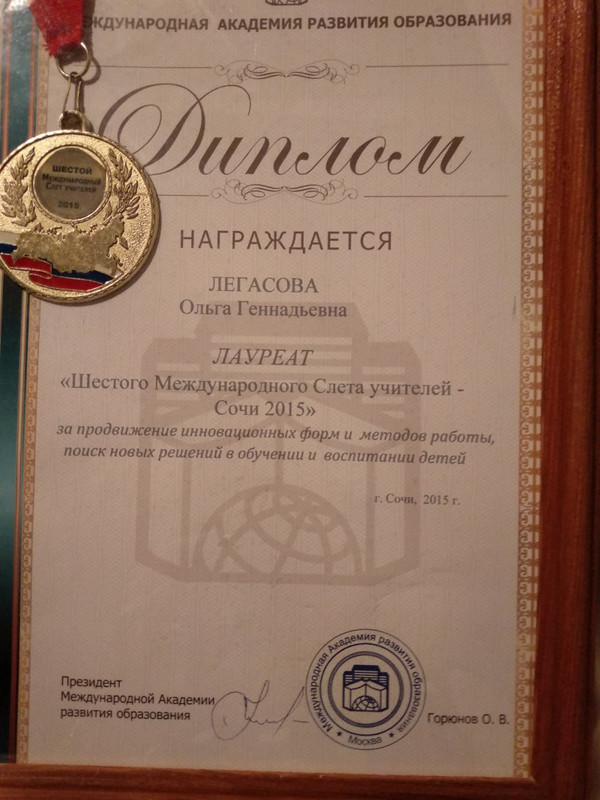 МЕЖДУНАРОДНАЯ АКАДЕМИЯ РАЗВИТИЯ ОБРАЗОВАНИЯ
Диплом
ШЕСТОЙ
Международный
Слет учителей
2015
НАГРАЖДАЕТСЯ
ЛЕГАСОВА
Ольга Геннадьевна
ЛАУРЕАТ
«Шестого Международного Слета учителей -
Сочи 2015»
за продвижение инновационных форм и методов работы,
поиск новых решений в обучении и воспитании детей
г. Сочи, 2015 г.
Президент
Международной Академии
развития образования
Международная Академия развития образования
* Москва *
Горюнов О. В.